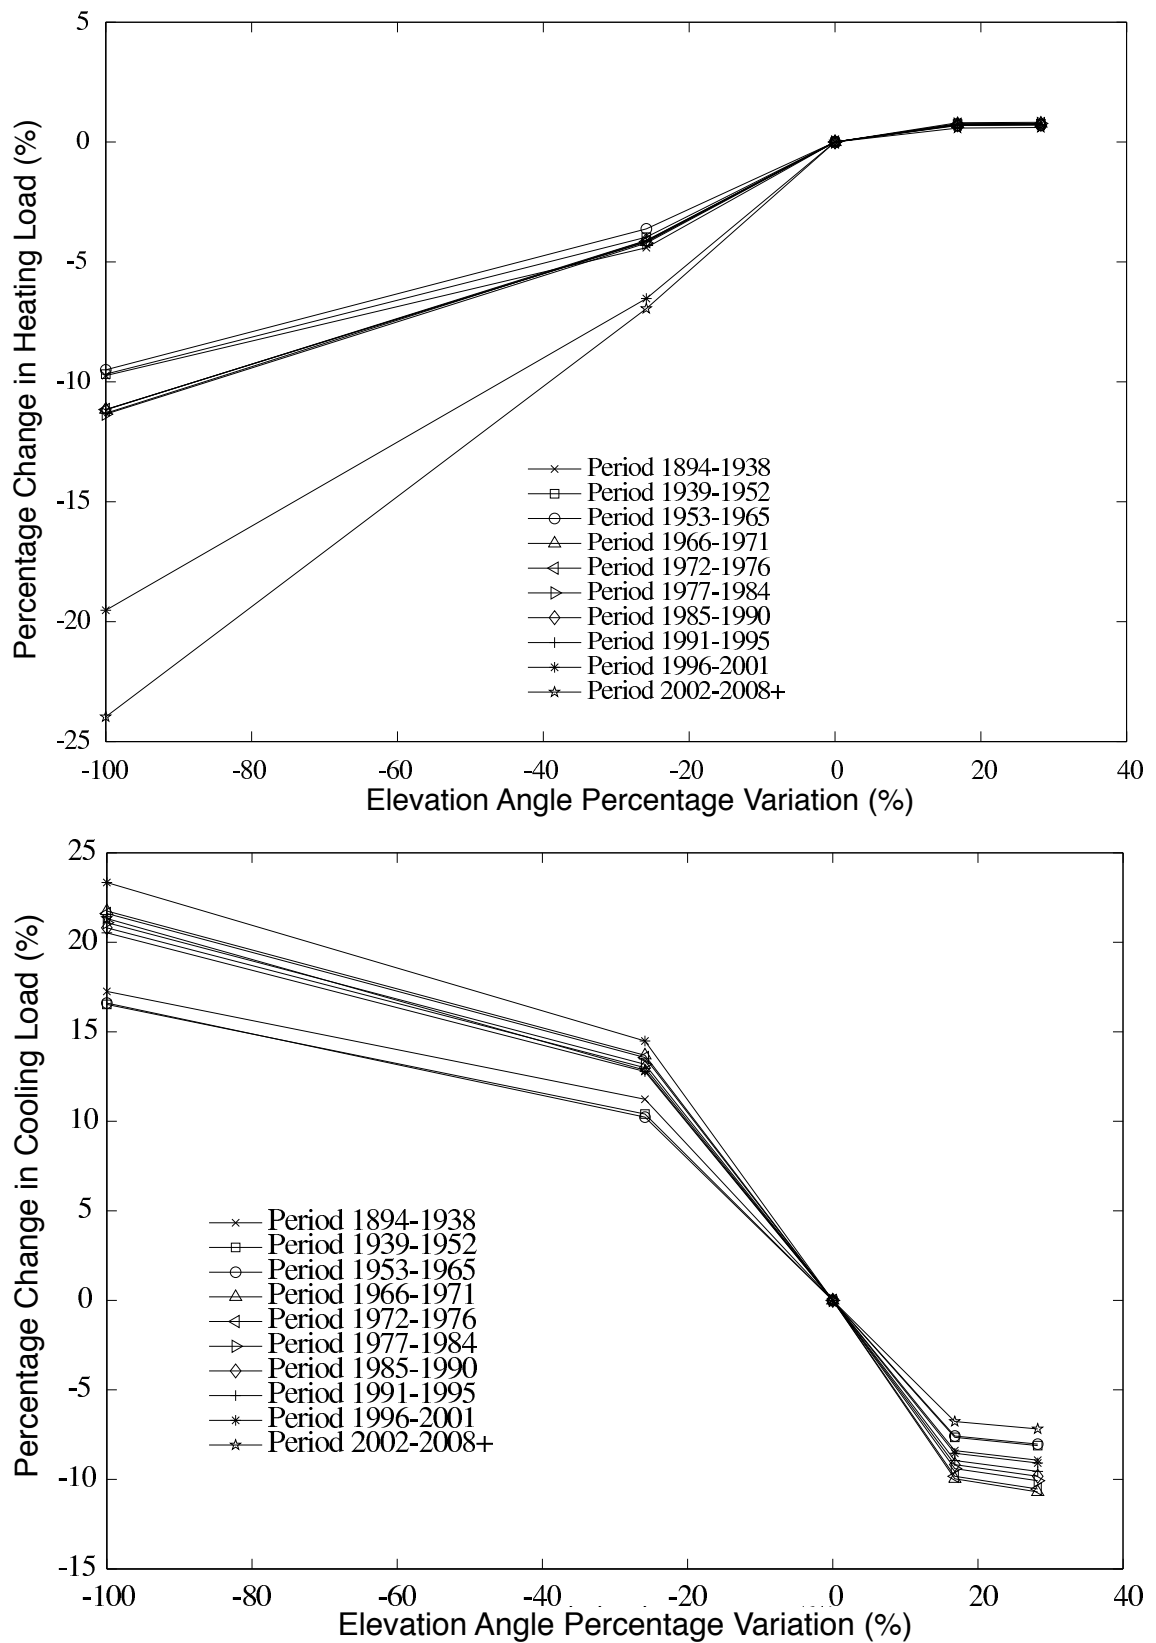 5
0
-5
-10
-15
-20
-25
Percentage Change in Heating Load (%)
Period 1894-1938
Period 1939-1952
Period 1953-1965
Period 1966-1971
Period 1972-1976
Period 1977-1984
Period 1985-1990
Period 1991-1995
Period 1996-2001
Period 2002-2008+
-100 -80 -60 -40 -20 0 20 40
Elevation Angle Percentage Variation (%)
25
20
15
10
5
0
-5
-10
-15
Percentage Change in Cooling Load (%)
Period 1894-1938
Period 1939-1952
Period 1953-1965
Period 1966-1971
Period 1972-1976
Period 1977-1984
Period 1985-1990
Period 1991-1995
Period 1996-2001
Period 2002-2008+
-100 -80 -60 -40 -20 0 20 40
Elevation Angle Percentage Variation (%)